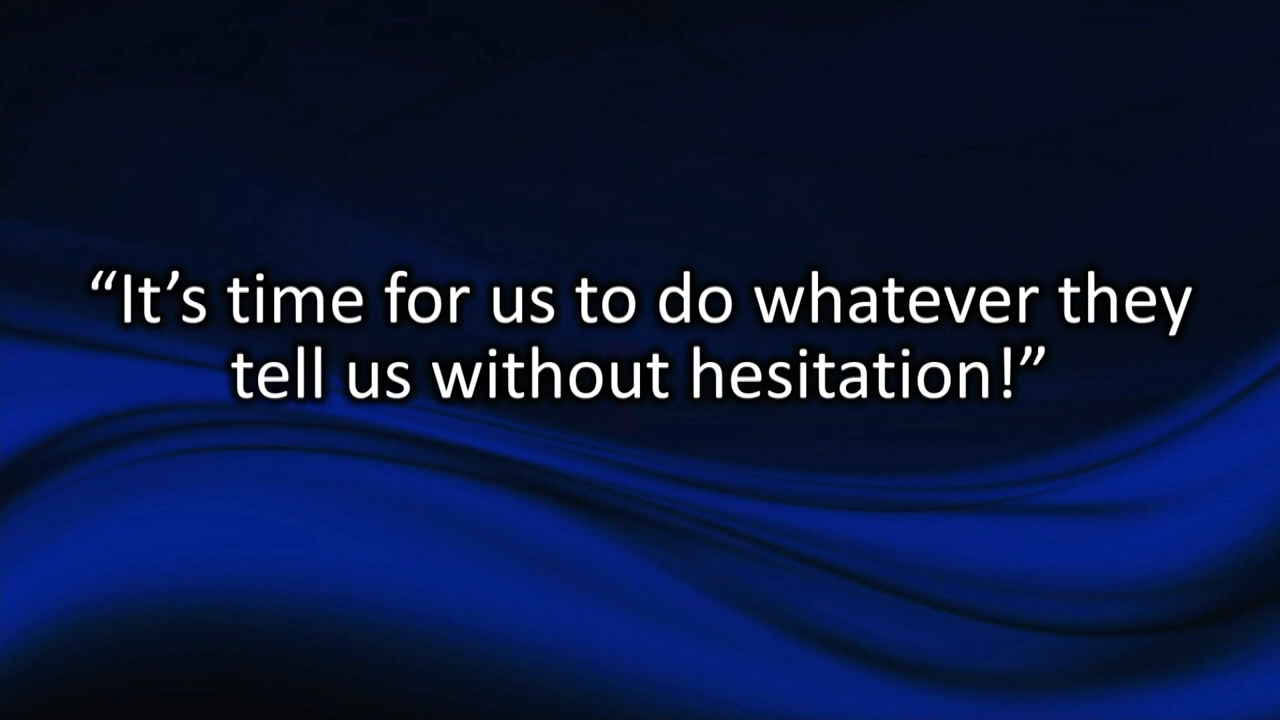 “It’s time for us to do whatever they
tell us without hesitation!”